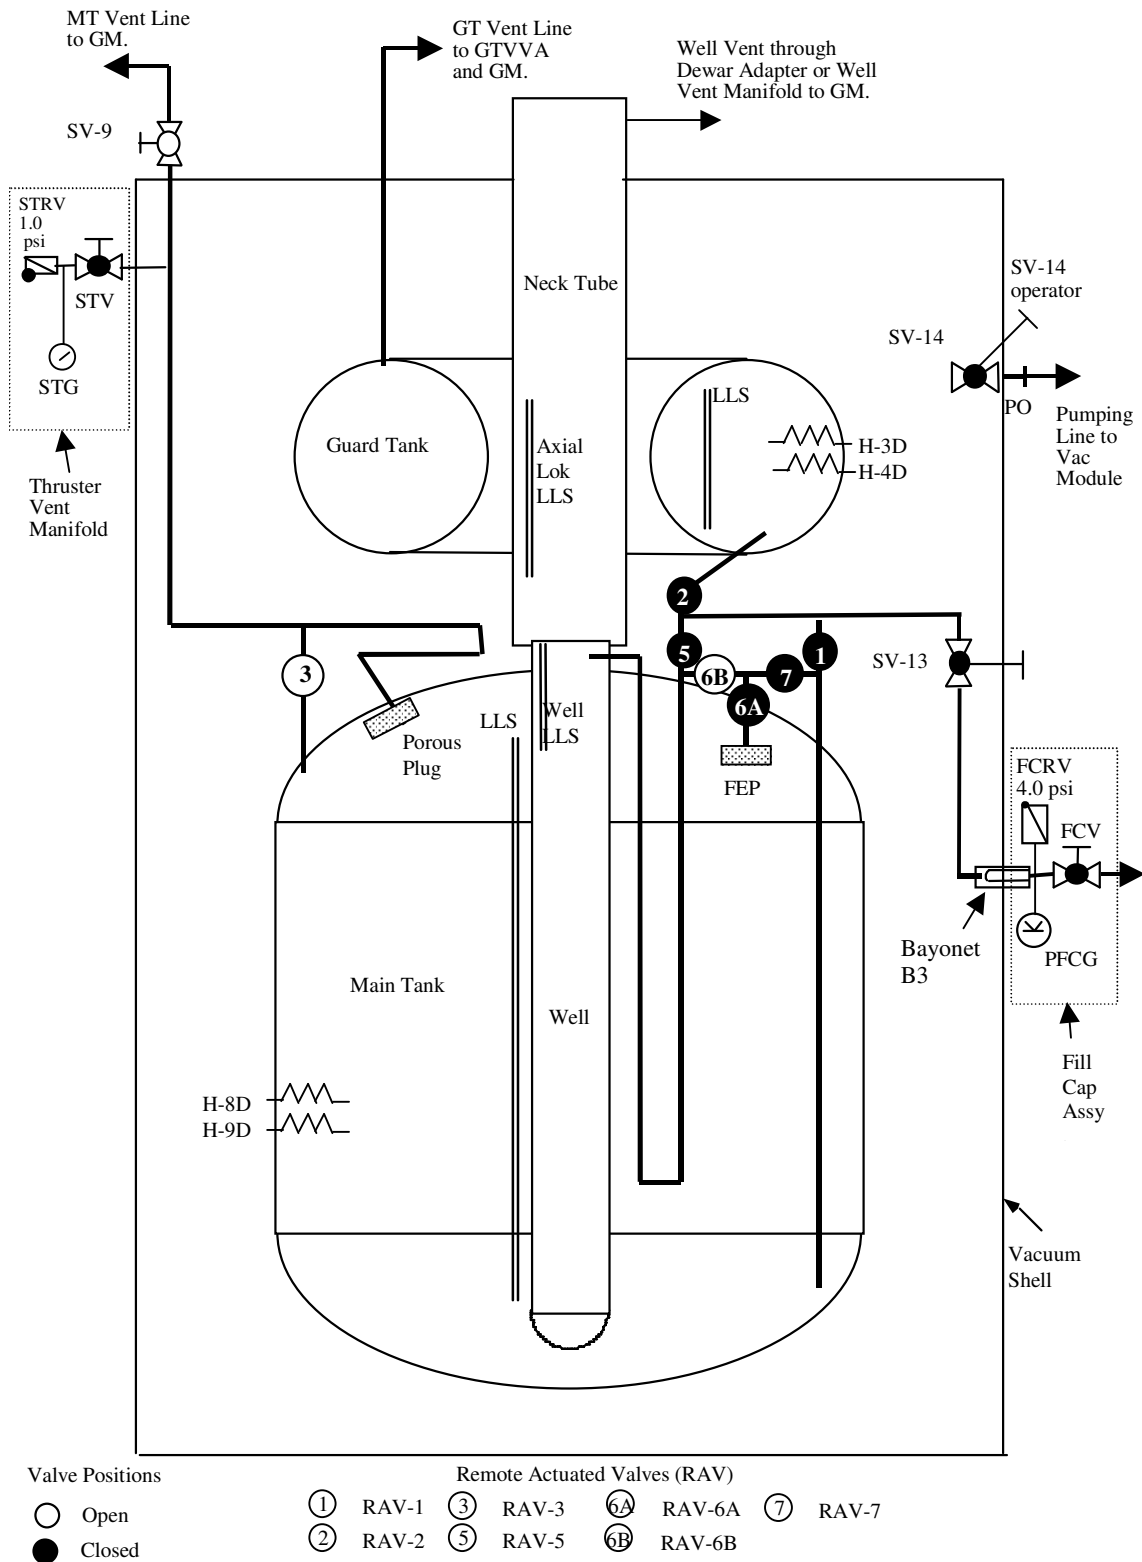 MT Vent Line
to GM.
GT Vent Line
to GTVVA
and GM.
Well Vent through
Dewar Adapter or Well
Vent Manifold to GM.
SV-9
STRV
1.0
psi
STV
STG
Thruster
Vent
Manifold
Neck Tube
SV-14
operator
SV-14
PO
Pumping
Line to
Vac
Module
Guard Tank
Axial
Lok
LLS
LLS
H-3D
H-4D
2
5
1
3
6B
7
6A
SV-13
LLS
Well
LLS
Porous
Plug
FEP
FCRV
4.0 psi
FCV
PFCG
Bayonet
B3
Fill
Cap
Assy
Main Tank
Well
H-8D
H-9D
Vacuum
Shell
Valve Positions
Open
Closed
Remote Actuated Valves (RAV)
1 RAV-1 3 RAV-3 6A RAV-6A 7 RAV-7
2 RAV-2 5 RAV-5 6B RAV-6B